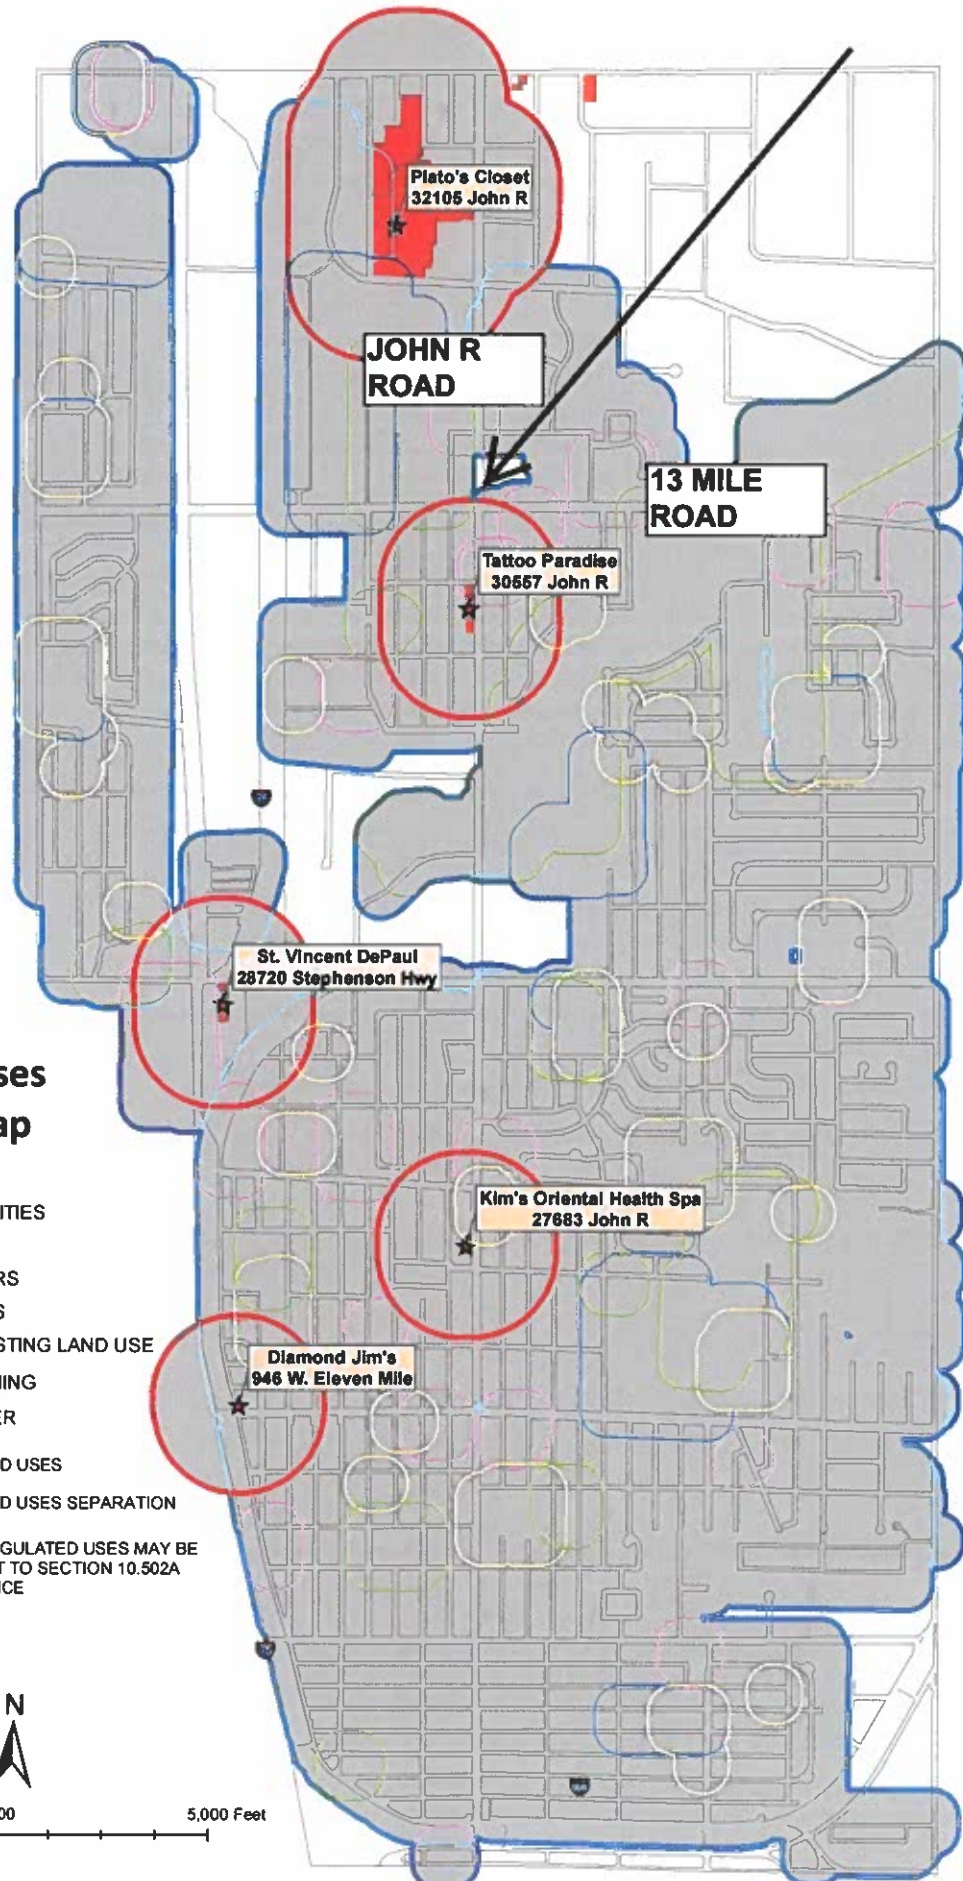 Plato's Closet
32105 John R
JOHN R
ROAD
13 MILE
ROAD
Tattoo Paradise
30557 John R
St. Vincent DePaul
28720 Stephenson Hwy
ses
ap
Kim's Oriental Health Spa
27683 John R
ITIES
RS
S
STING LAND USE
Diamond Jim's
946 W. Eleven Mile
ING
ER
D USES
D USES SEPARATION
GULATED USES MAY BE
T TO SECTION 10.502A
ICE
N
00
5,000 Feet